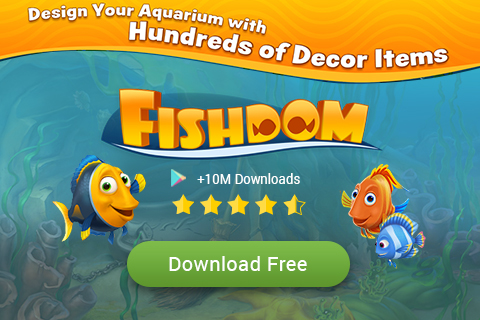 Design Your Aquarium with
Hundreds of Decor Items
FISHDOM
+10M Downloads
Download Free